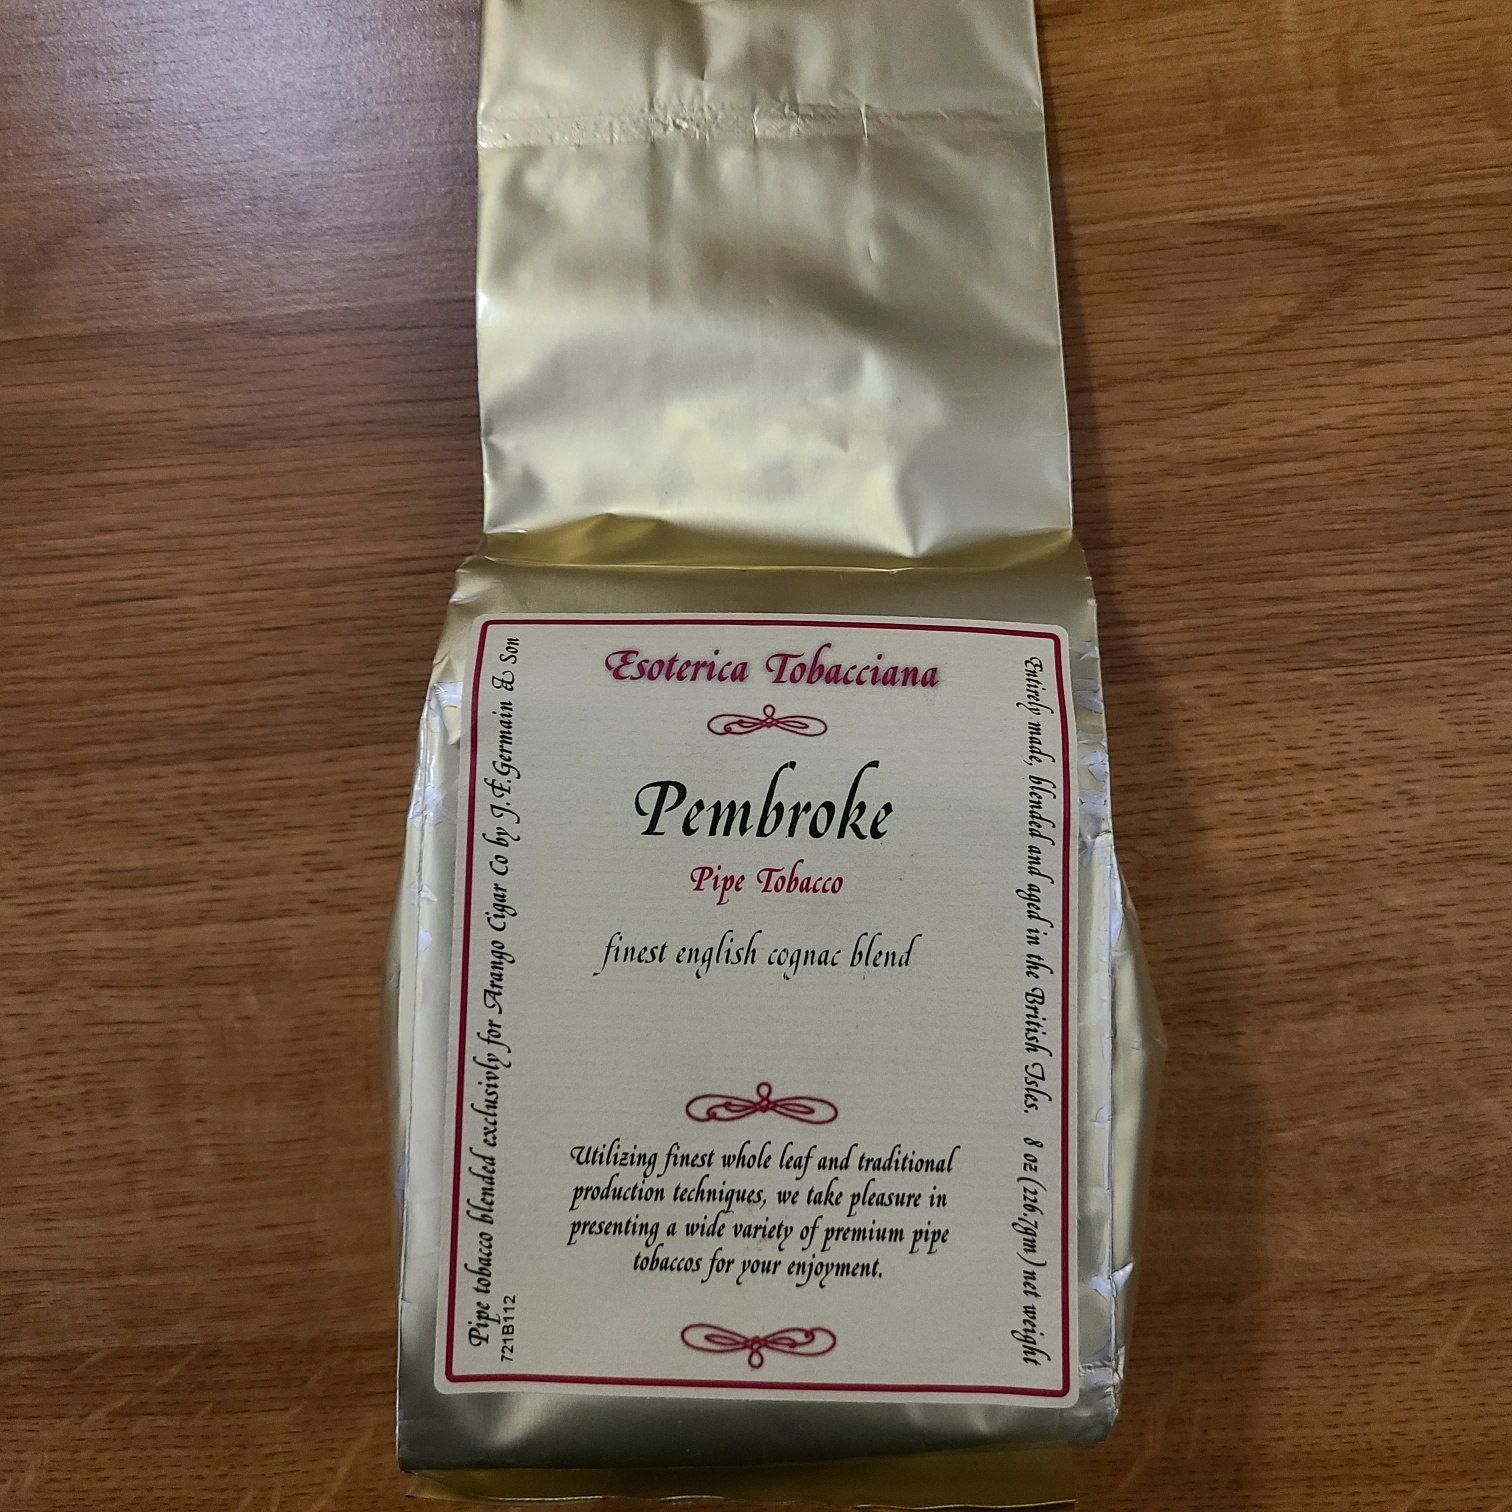 Esoterica Tobacciana
Pembroke
Pipe Tobacco
finest english cognac blend
Utilizing finest whole leaf and traditional
production techniques, we take pleasure in
presenting a wide variety of premium pipe
tobaccos for your enjoyment.
Pipe tobacco blended exclusivly for Arango Cigar Co by J.F.Germain & Son
721B112
Entirely made, blended and aged in the British Isles. 8 oz (226.7gm) net weight